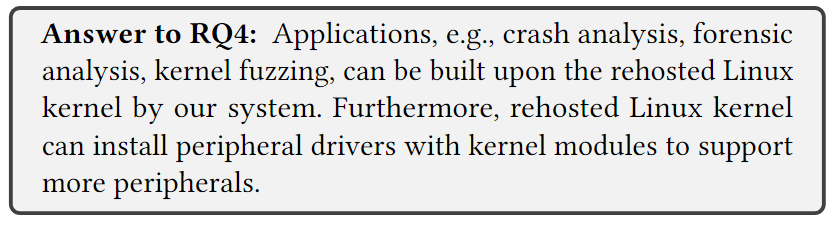 Answer to RQ4: Applications, e.g., crash analysis, forensic
analysis, kernel fuzzing, can be built upon the rehosted Linux
kernel by our system. Furthermore, rehosted Linux kernel
can install peripheral drivers with kernel modules to support
more peripherals.